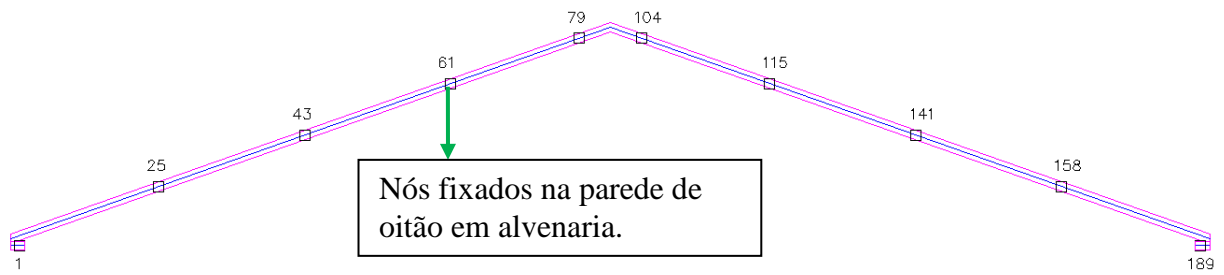 79 104
61 115
43 141
25 158
Nós fixados na parede de
oitão em alvenaria.
1 189